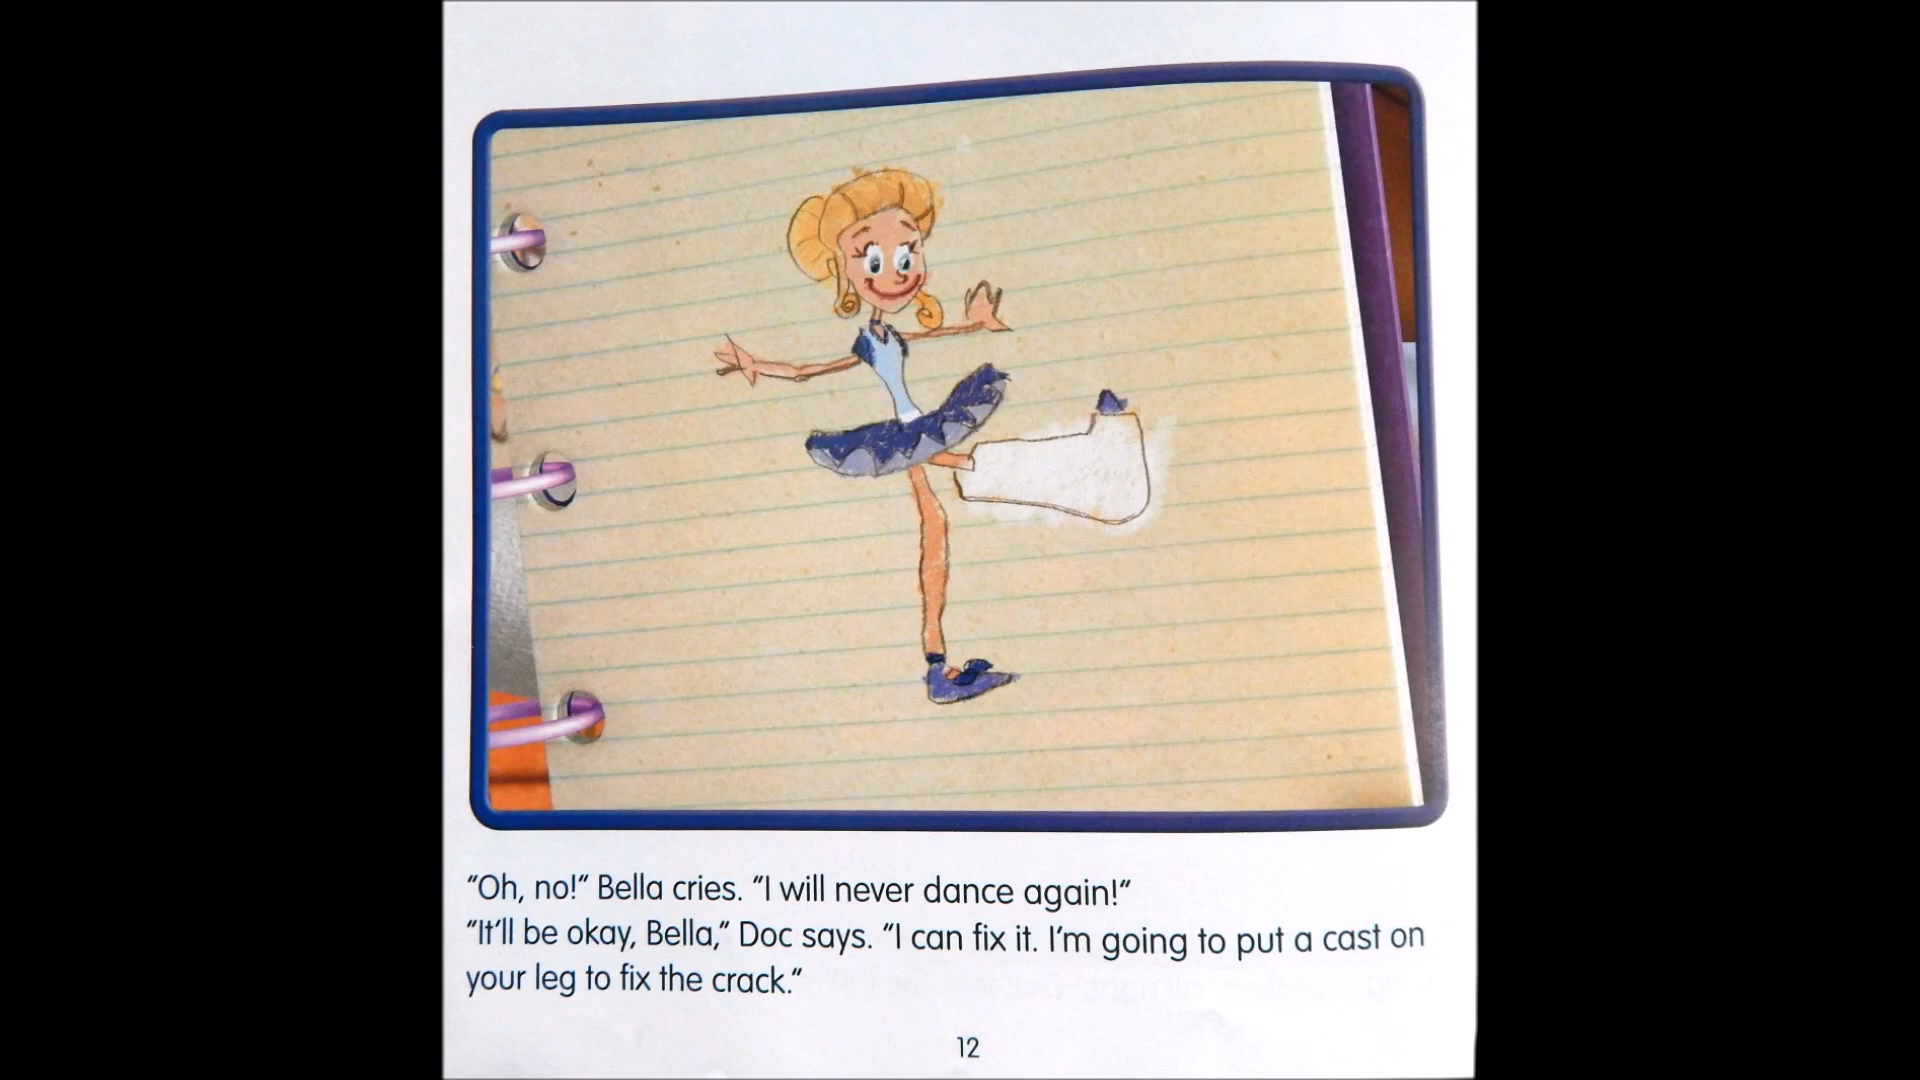 “Oh, no!” Bella cries. “I will never dance again!”
“It’ll be okay, Bella,” Doc says. “I can fix it. I’m going to put a cast on
your leg to fix the crack.”
12